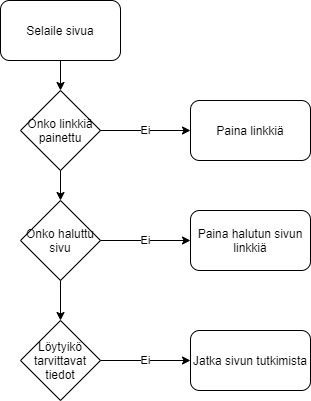 Selaile sivua
Onko linkkiä
painettu
Ei
Paina linkkiä
Onko haluttu
sivu
Ei
Paina halutun sivun
linkkiä
Löytyikö
tarvittavat
tiedot
Ei
Jatka sivun tutkimista